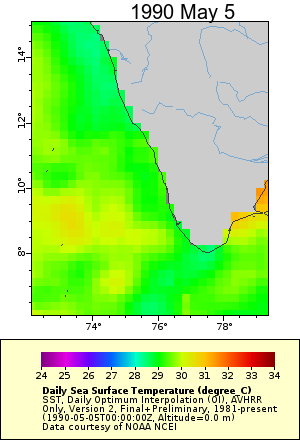 1990 May 5
14°
12°
10°
8°
74° 76° 78°
24 25 26 27 28 29 30 31 32 33 34
Daily Sea Surface Temperature (degree_C)
SST, Daily Optimum Interpolation (OI), AVHRR
Only, Version 2, Final+Preliminary, 1981-present
(1990-05-05T00:00:00Z, Altitude=0.0 m)
Data courtesy of NOAA NCEI